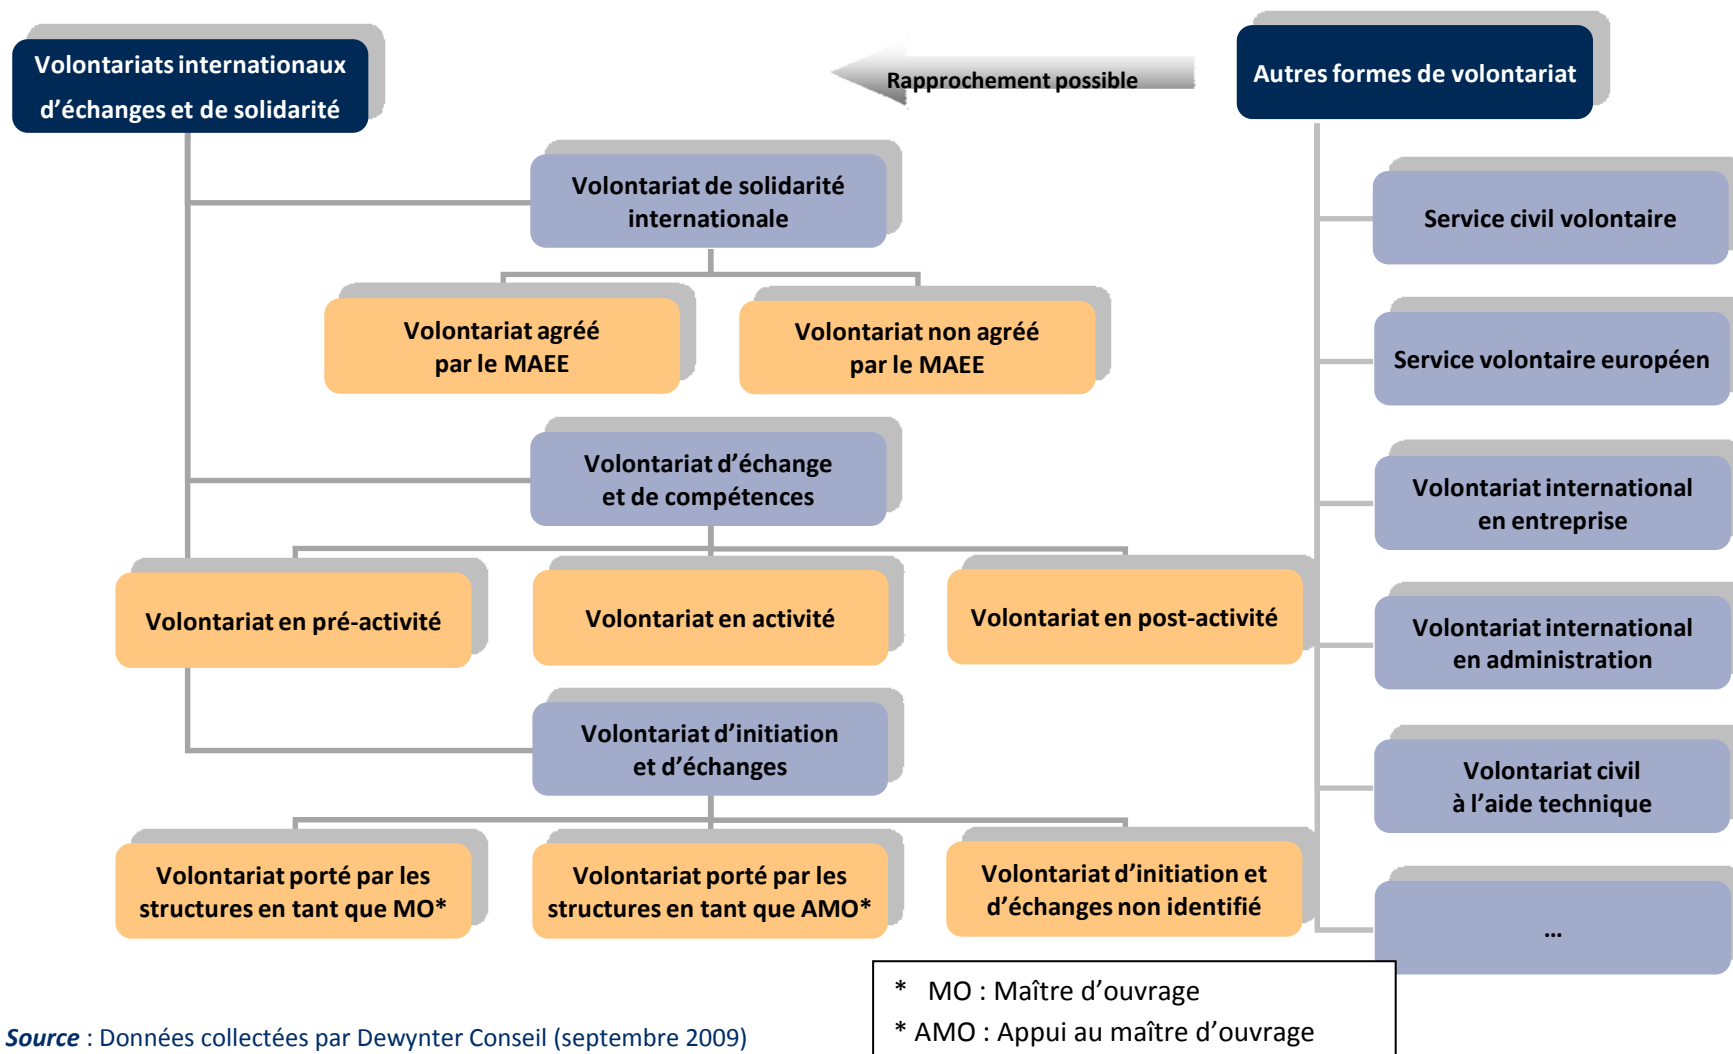 Volontariats internationaux
d’échanges et de solidarité
Rapprochement possible
Autres formes de volontariat
Volontariat de solidarité
internationale
Volontariat agréé
par le MAEE
Volontariat non agréé
par le MAEE
Volontariat d’échange
et de compétences
Volontariat en pré-activité
Volontariat en activité
Volontariat en post-activité
Volontariat d’initiation
et d’échanges
Volontariat porté par les
structures en tant que MO*
Volontariat porté par les
structures en tant que AMO*
Volontariat d’initiation et
d’échanges non identifié
Service civil volontaire
Service volontaire européen
Volontariat international
en entreprise
Volontariat international
en administration
Volontariat civil
à l’aide technique
...
* MO : Maître d’ouvrage
* AMO : Appui au maître d’ouvrage
Source : Données collectées par Dewynter Conseil (septembre 2009)